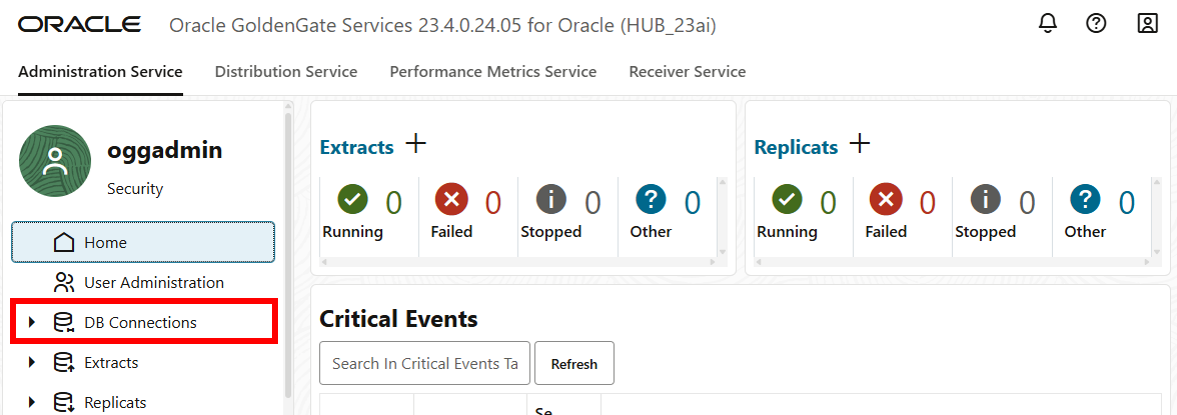 ORACLE Oracle GoldenGate Services 23.4.0.24.05 for Oracle (HUB_23ai)
Administration Service Distribution Service Performance Metrics Service Receiver Service
oggadmin
Security
Home
User Administration
DB Connections
Extracts
Replicats
Extracts
0 0 0 0
Running Failed Stopped Other
Replicats
0 0 0 0
Running Failed Stopped Other
Critical Events
Search In Critical Events Ta Refresh
Se